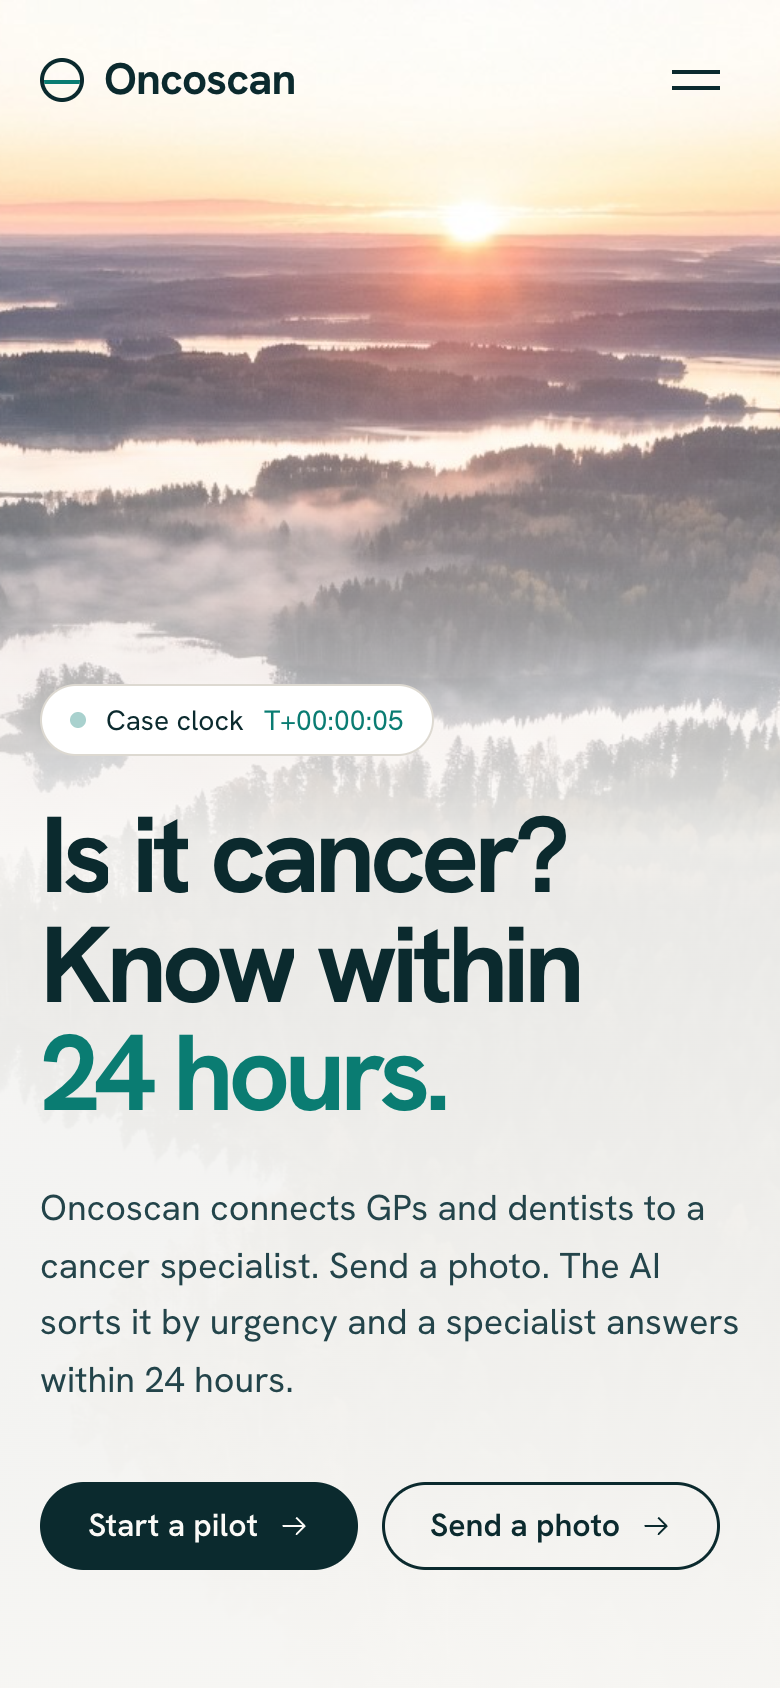 Oncoscan
Case clock T+00:00:05
Is it cancer?
Know within
24 hours.
Oncoscan connects GPs and dentists to a
cancer specialist. Send a photo. The AI
sorts it by urgency and a specialist answers
within 24 hours.
Start a pilot →
Send a photo →